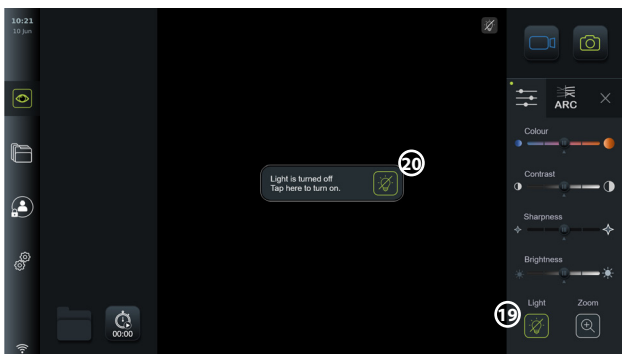 10:21
10 Jun
ARC
Colour
Light is turned off
Tap here to turn on.
20
Contrast
Sharpness
Brightness
Light
Zoom
19
00:00